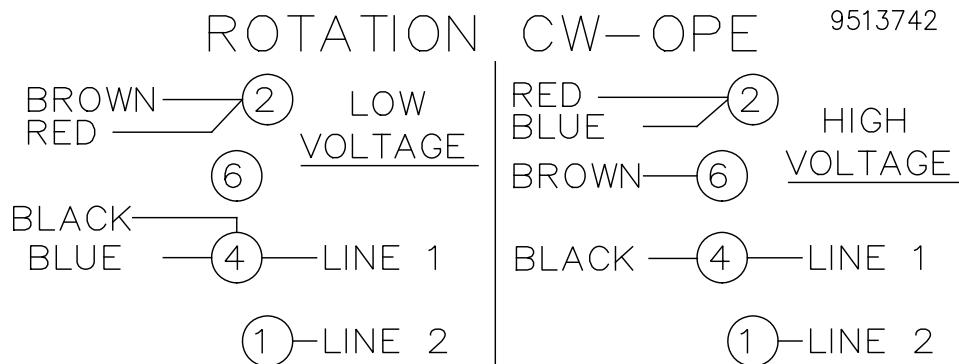 ROTATION CW-OPE
9513742
BROWN 2
RED
LOW
VOLTAGE
6
BLACK
BLUE 4 LINE 1
1 LINE 2
RED 2
BLUE
HIGH
VOLTAGE
BROWN 6
BLACK 4 LINE 1
1 LINE 2